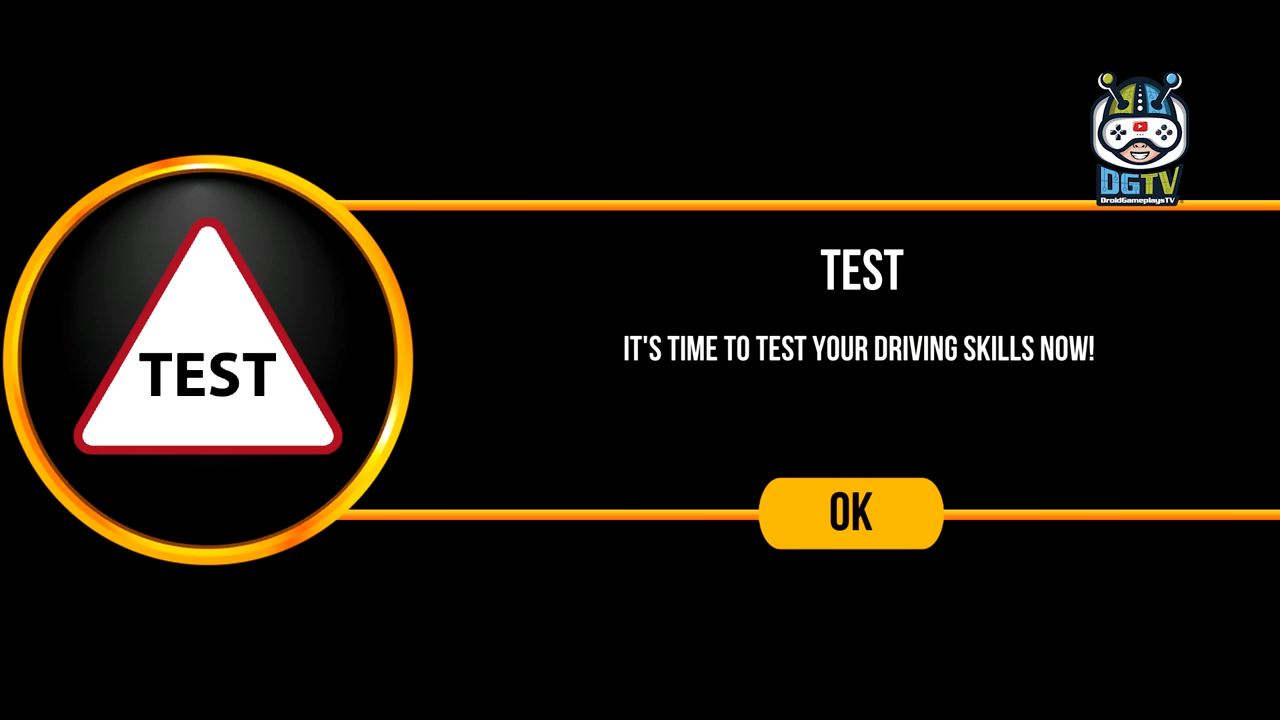 DGTV
DroidGameplaysTV
TEST
IT'S TIME TO TEST YOUR DRIVING SKILLS NOW!
TEST
OK